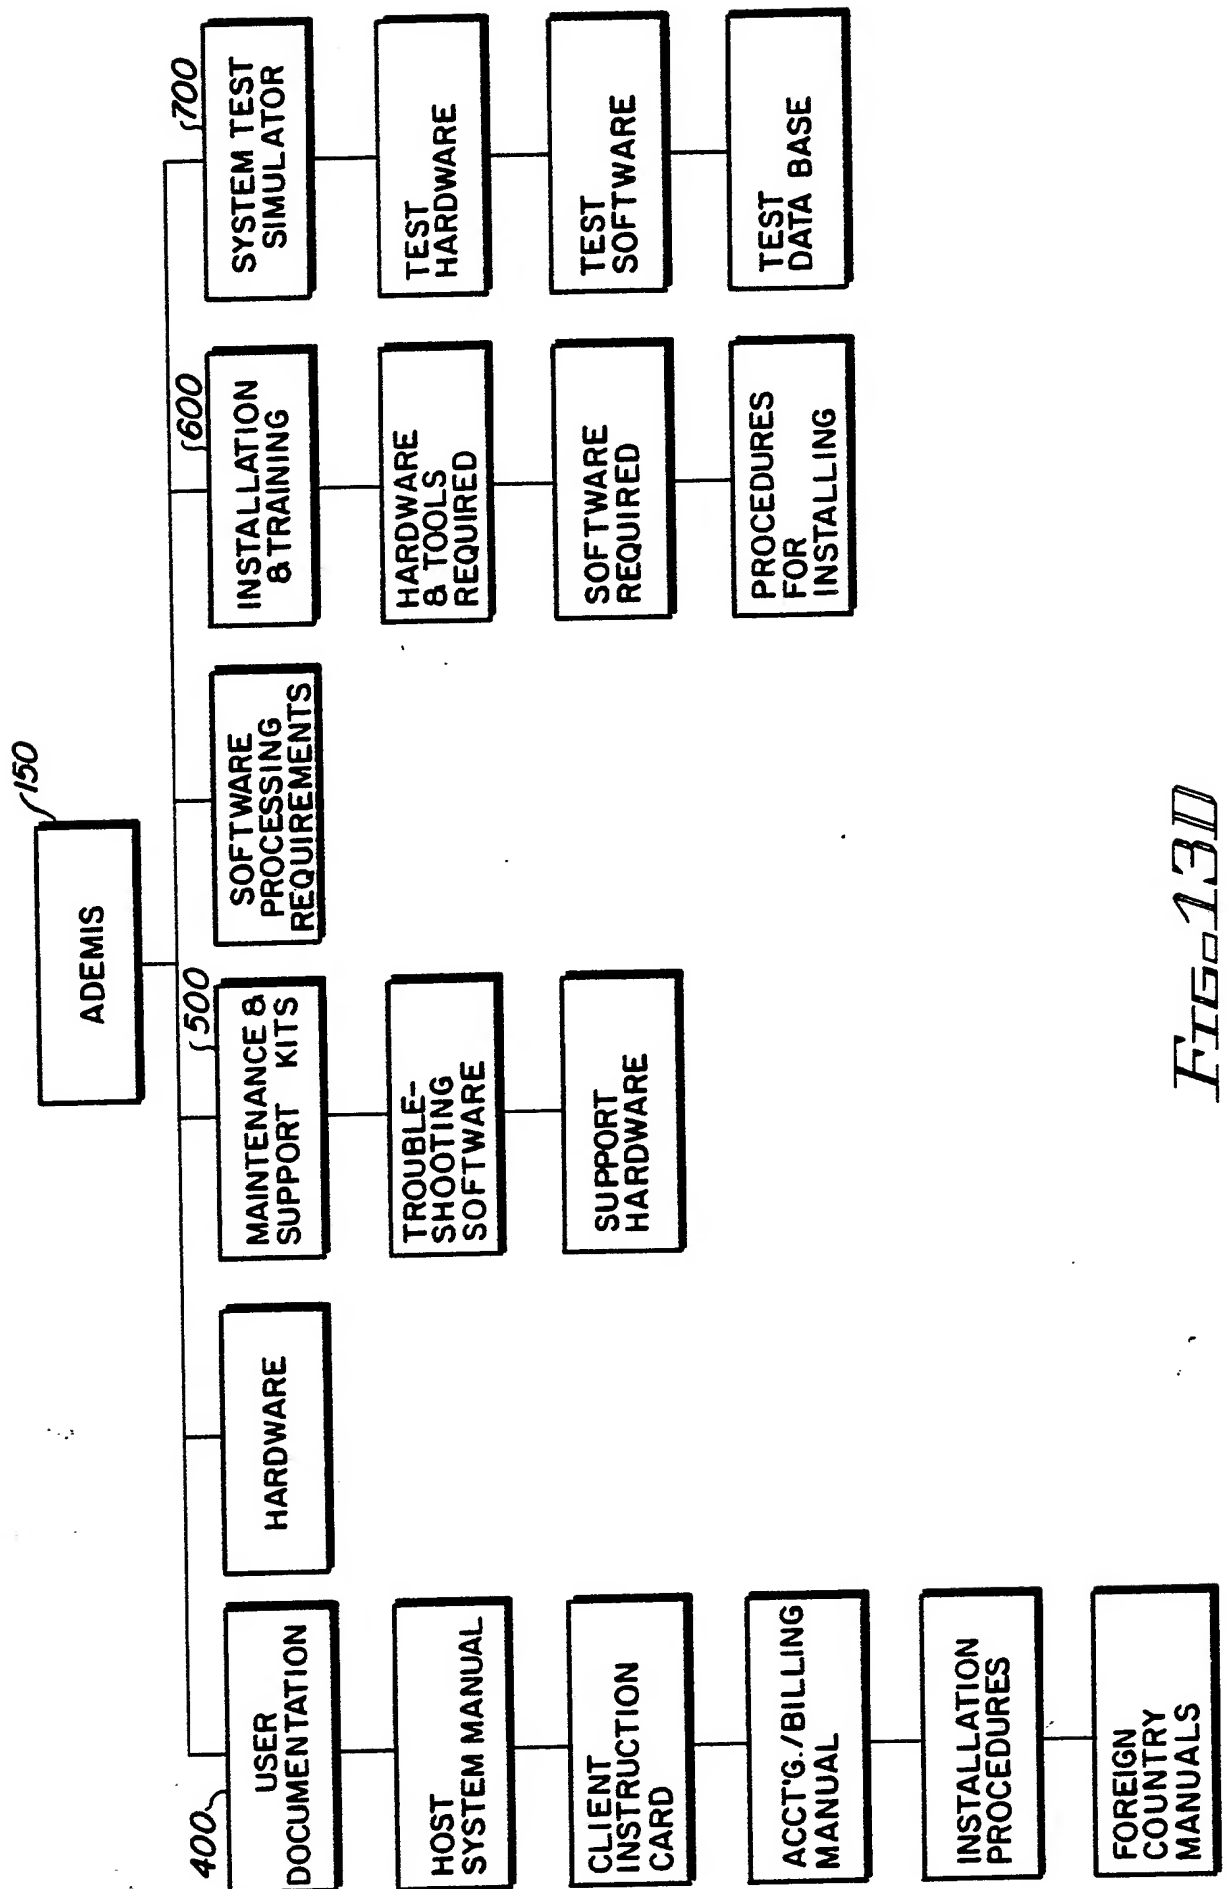 150
ADEMIS
400
USER
DOCUMENTATION
HOST
SYSTEM MANUAL
CLIENT
INSTRUCTION
CARD
ACCT'G./BILLING
MANUAL
INSTALLATION
PROCEDURES
FOREIGN
COUNTRY
MANUALS
HARDWARE
500
MAINTENANCE &
SUPPORT KITS
TROUBLE-
SHOOTING
SOFTWARE
SUPPORT
HARDWARE
SOFTWARE
PROCESSING
REQUIREMENTS
600
INSTALLATION
& TRAINING
HARDWARE
& TOOLS
REQUIRED
SOFTWARE
REQUIRED
PROCEDURES
FOR
INSTALLING
700
SYSTEM TEST
SIMULATOR
TEST
HARDWARE
TEST
SOFTWARE
TEST
DATA BASE
FIG. 13D